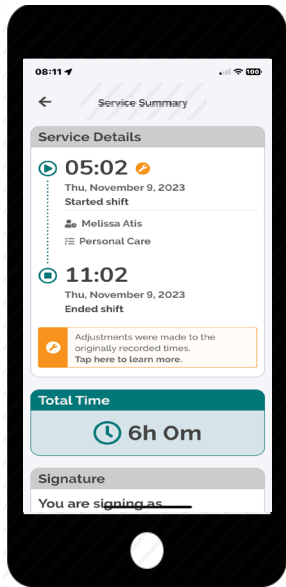 08:11
100
Service Summary
Service Details
05:02
Thu, November 9, 2023
Started shift
Melissa Atis
Personal Care
11:02
Thu, November 9, 2023
Ended shift
Adjustments were made to the
originally recorded times.
Tap here to learn more.
Total Time
6h 0m
Signature
You are signing as